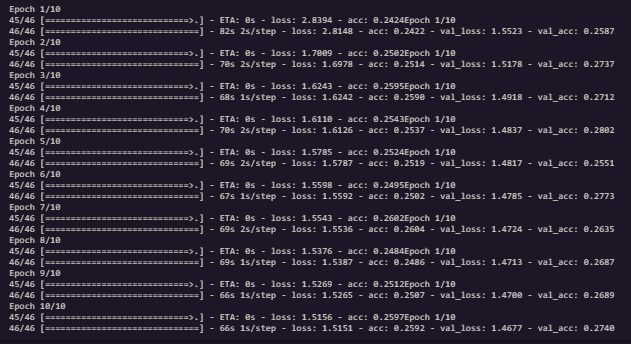 Epoch 1/10
45/46 [============================>.] - ETA: 0s - loss: 2.8394 - acc: 0.2424Epoch 1/10
46/46 [==============================] - 82s 2s/step - loss: 2.8148 - acc: 0.2422 - val_loss: 1.5523 - val_acc: 0.2587
Epoch 2/10
45/46 [============================>.] - ETA: 0s - loss: 1.7009 - acc: 0.2502Epoch 1/10
46/46 [==============================] - 70s 2s/step - loss: 1.6978 - acc: 0.2514 - val_loss: 1.5178 - val_acc: 0.2737
Epoch 3/10
45/46 [============================>.] - ETA: 0s - loss: 1.6243 - acc: 0.2595Epoch 1/10
46/46 [==============================] - 68s 1s/step - loss: 1.6242 - acc: 0.2590 - val_loss: 1.4918 - val_acc: 0.2712
Epoch 4/10
45/46 [============================>.] - ETA: 0s - loss: 1.6110 - acc: 0.2543Epoch 1/10
46/46 [==============================] - 70s 2s/step - loss: 1.6126 - acc: 0.2537 - val_loss: 1.4837 - val_acc: 0.2802
Epoch 5/10
45/46 [============================>.] - ETA: 0s - loss: 1.5785 - acc: 0.2524Epoch 1/10
46/46 [==============================] - 69s 2s/step - loss: 1.5787 - acc: 0.2519 - val_loss: 1.4817 - val_acc: 0.2551
Epoch 6/10
45/46 [============================>.] - ETA: 0s - loss: 1.5598 - acc: 0.2495Epoch 1/10
46/46 [==============================] - 67s 1s/step - loss: 1.5592 - acc: 0.2502 - val_loss: 1.4785 - val_acc: 0.2773
Epoch 7/10
45/46 [============================>.] - ETA: 0s - loss: 1.5543 - acc: 0.2602Epoch 1/10
46/46 [==============================] - 69s 2s/step - loss: 1.5536 - acc: 0.2604 - val_loss: 1.4724 - val_acc: 0.2635
Epoch 8/10
45/46 [============================>.] - ETA: 0s - loss: 1.5376 - acc: 0.2484Epoch 1/10
46/46 [==============================] - 69s 1s/step - loss: 1.5387 - acc: 0.2486 - val_loss: 1.4713 - val_acc: 0.2687
Epoch 9/10
45/46 [============================>.] - ETA: 0s - loss: 1.5269 - acc: 0.2512Epoch 1/10
46/46 [==============================] - 66s 1s/step - loss: 1.5265 - acc: 0.2507 - val_loss: 1.4700 - val_acc: 0.2689
Epoch 10/10
45/46 [============================>.] - ETA: 0s - loss: 1.5156 - acc: 0.2597Epoch 1/10
46/46 [==============================] - 66s 1s/step - loss: 1.5151 - acc: 0.2592 - val_loss: 1.4677 - val_acc: 0.2740